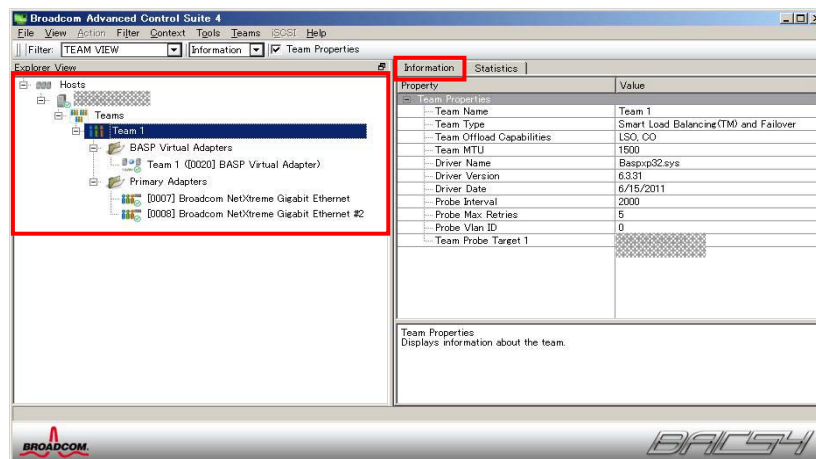 Broadcom Advanced Control Suite 4
File View Action Filter Context Tools Teams iSCSI Help
Filter: TEAM VIEW Information Team Properties
Explorer View
Hosts
Teams
Team 1
BASP Virtual Adapters
Team 1 ([0020] BASP Virtual Adapter)
Primary Adapters
[0007] Broadcom NetXtreme Gigabit Ethernet
[0008] Broadcom NetXtreme Gigabit Ethernet #2
Information Statistics
Property Value
Team Properties
Team Name Team 1
Team Type Smart Load Balancing(TM) and Failover
Team Offload Capabilities LSO, CO
Team MTU 1500
Driver Name Baspxp32.sys
Driver Version 6.3.31
Driver Date 6/15/2011
Probe Interval 2000
Probe Max Retries 5
Probe Vlan ID 0
Team Probe Target 1
Team Properties
Displays information about the team.
BROADCOM.
BACS4